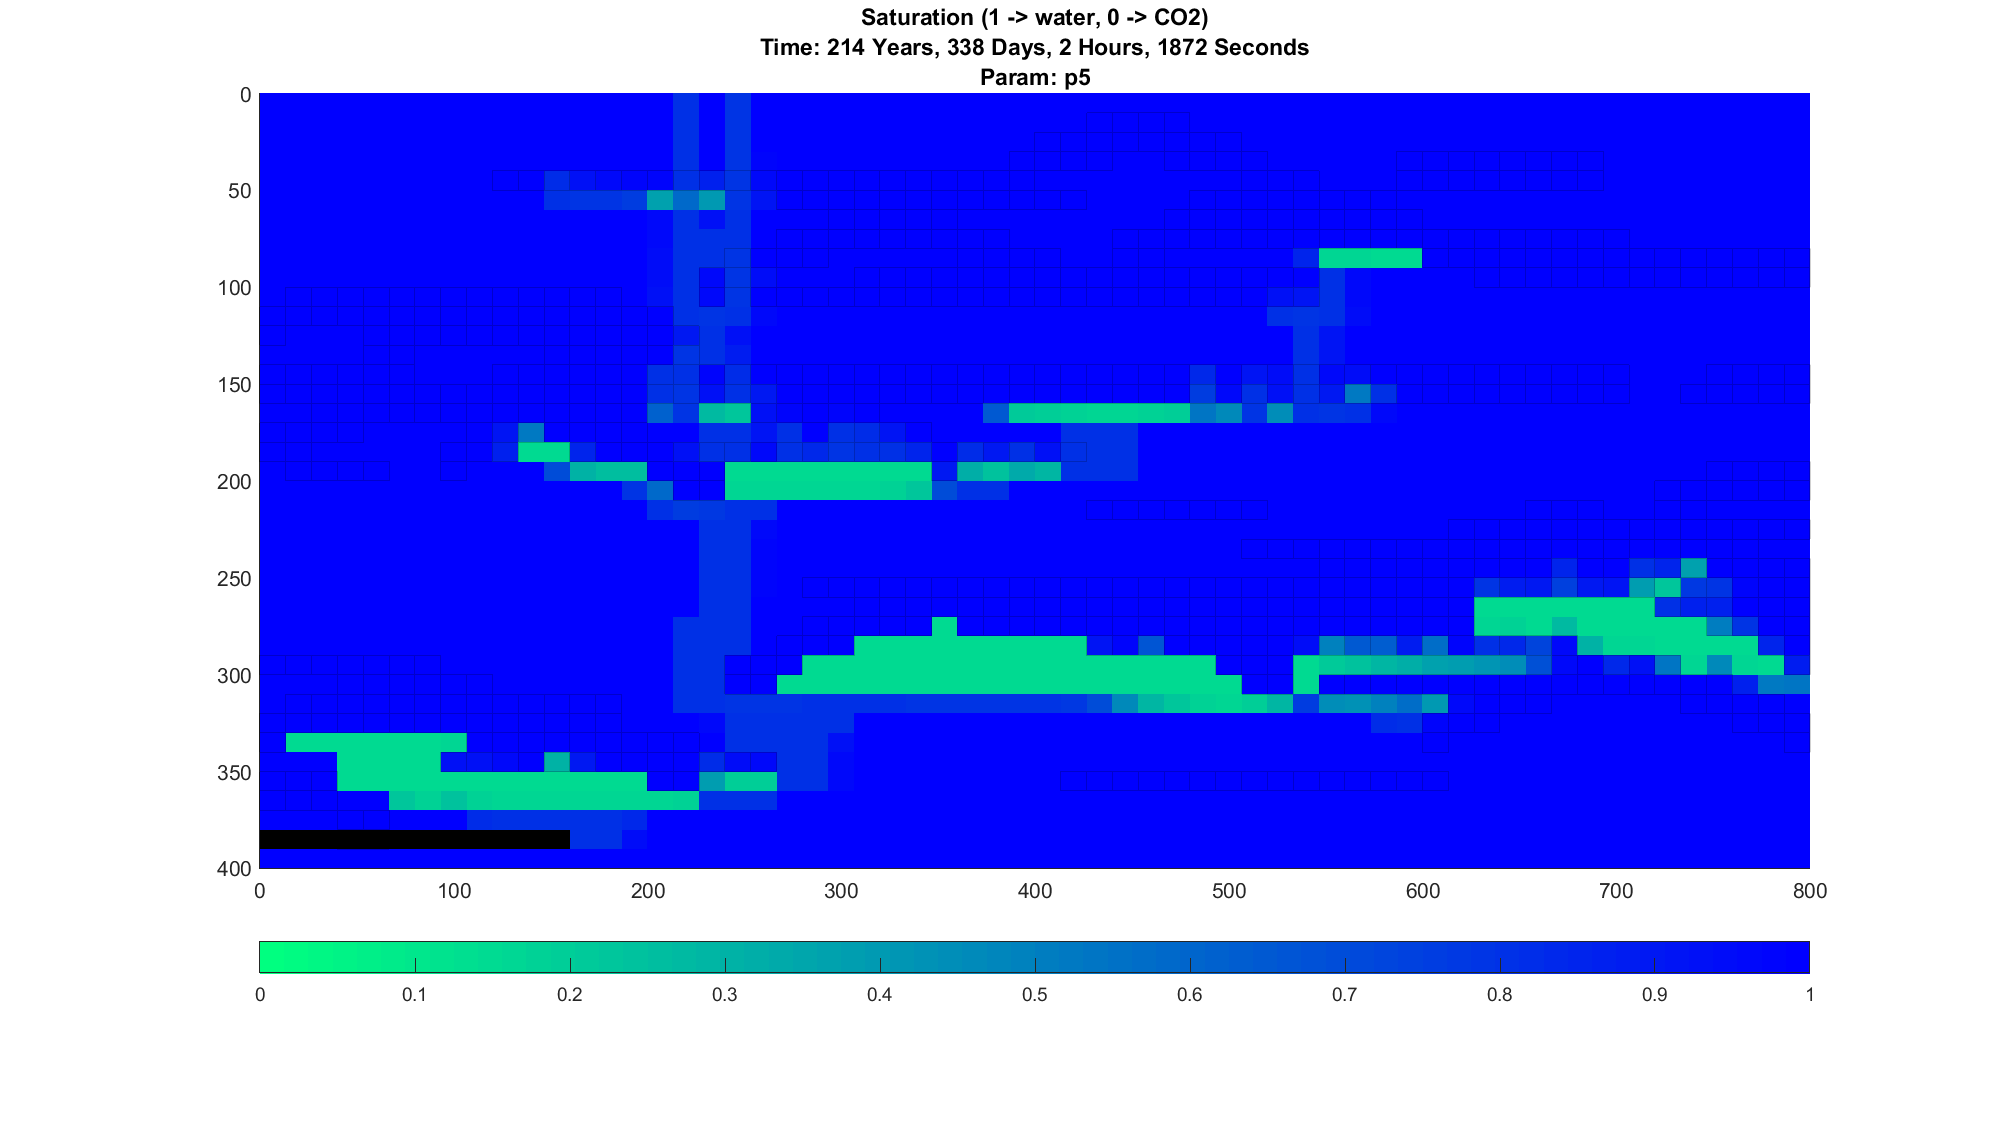 Saturation (1 -> water, 0 -> CO2)
Time: 214 Years, 338 Days, 2 Hours, 1872 Seconds
Param: p5
0
50
100
150
200
250
300
350
400
0 100 200 300 400 500 600 700 800
0 0.1 0.2 0.3 0.4 0.5 0.6 0.7 0.8 0.9 1